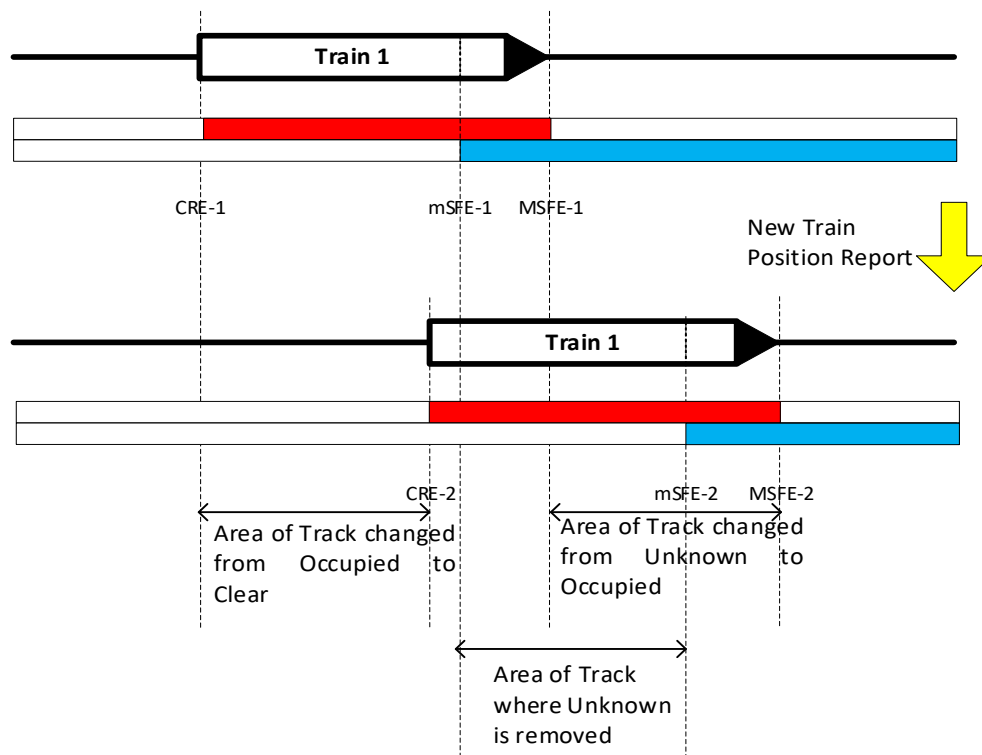 Train 1
CRE-1
mSFE-1
MSFE-1
New Train
Position Report
Train 1
CRE-2
mSFE-2
MSFE-2
Area of Track changed
from Occupied to
Clear
Area of Track changed
from Unknown to
Occupied
Area of Track
where Unknown
is removed